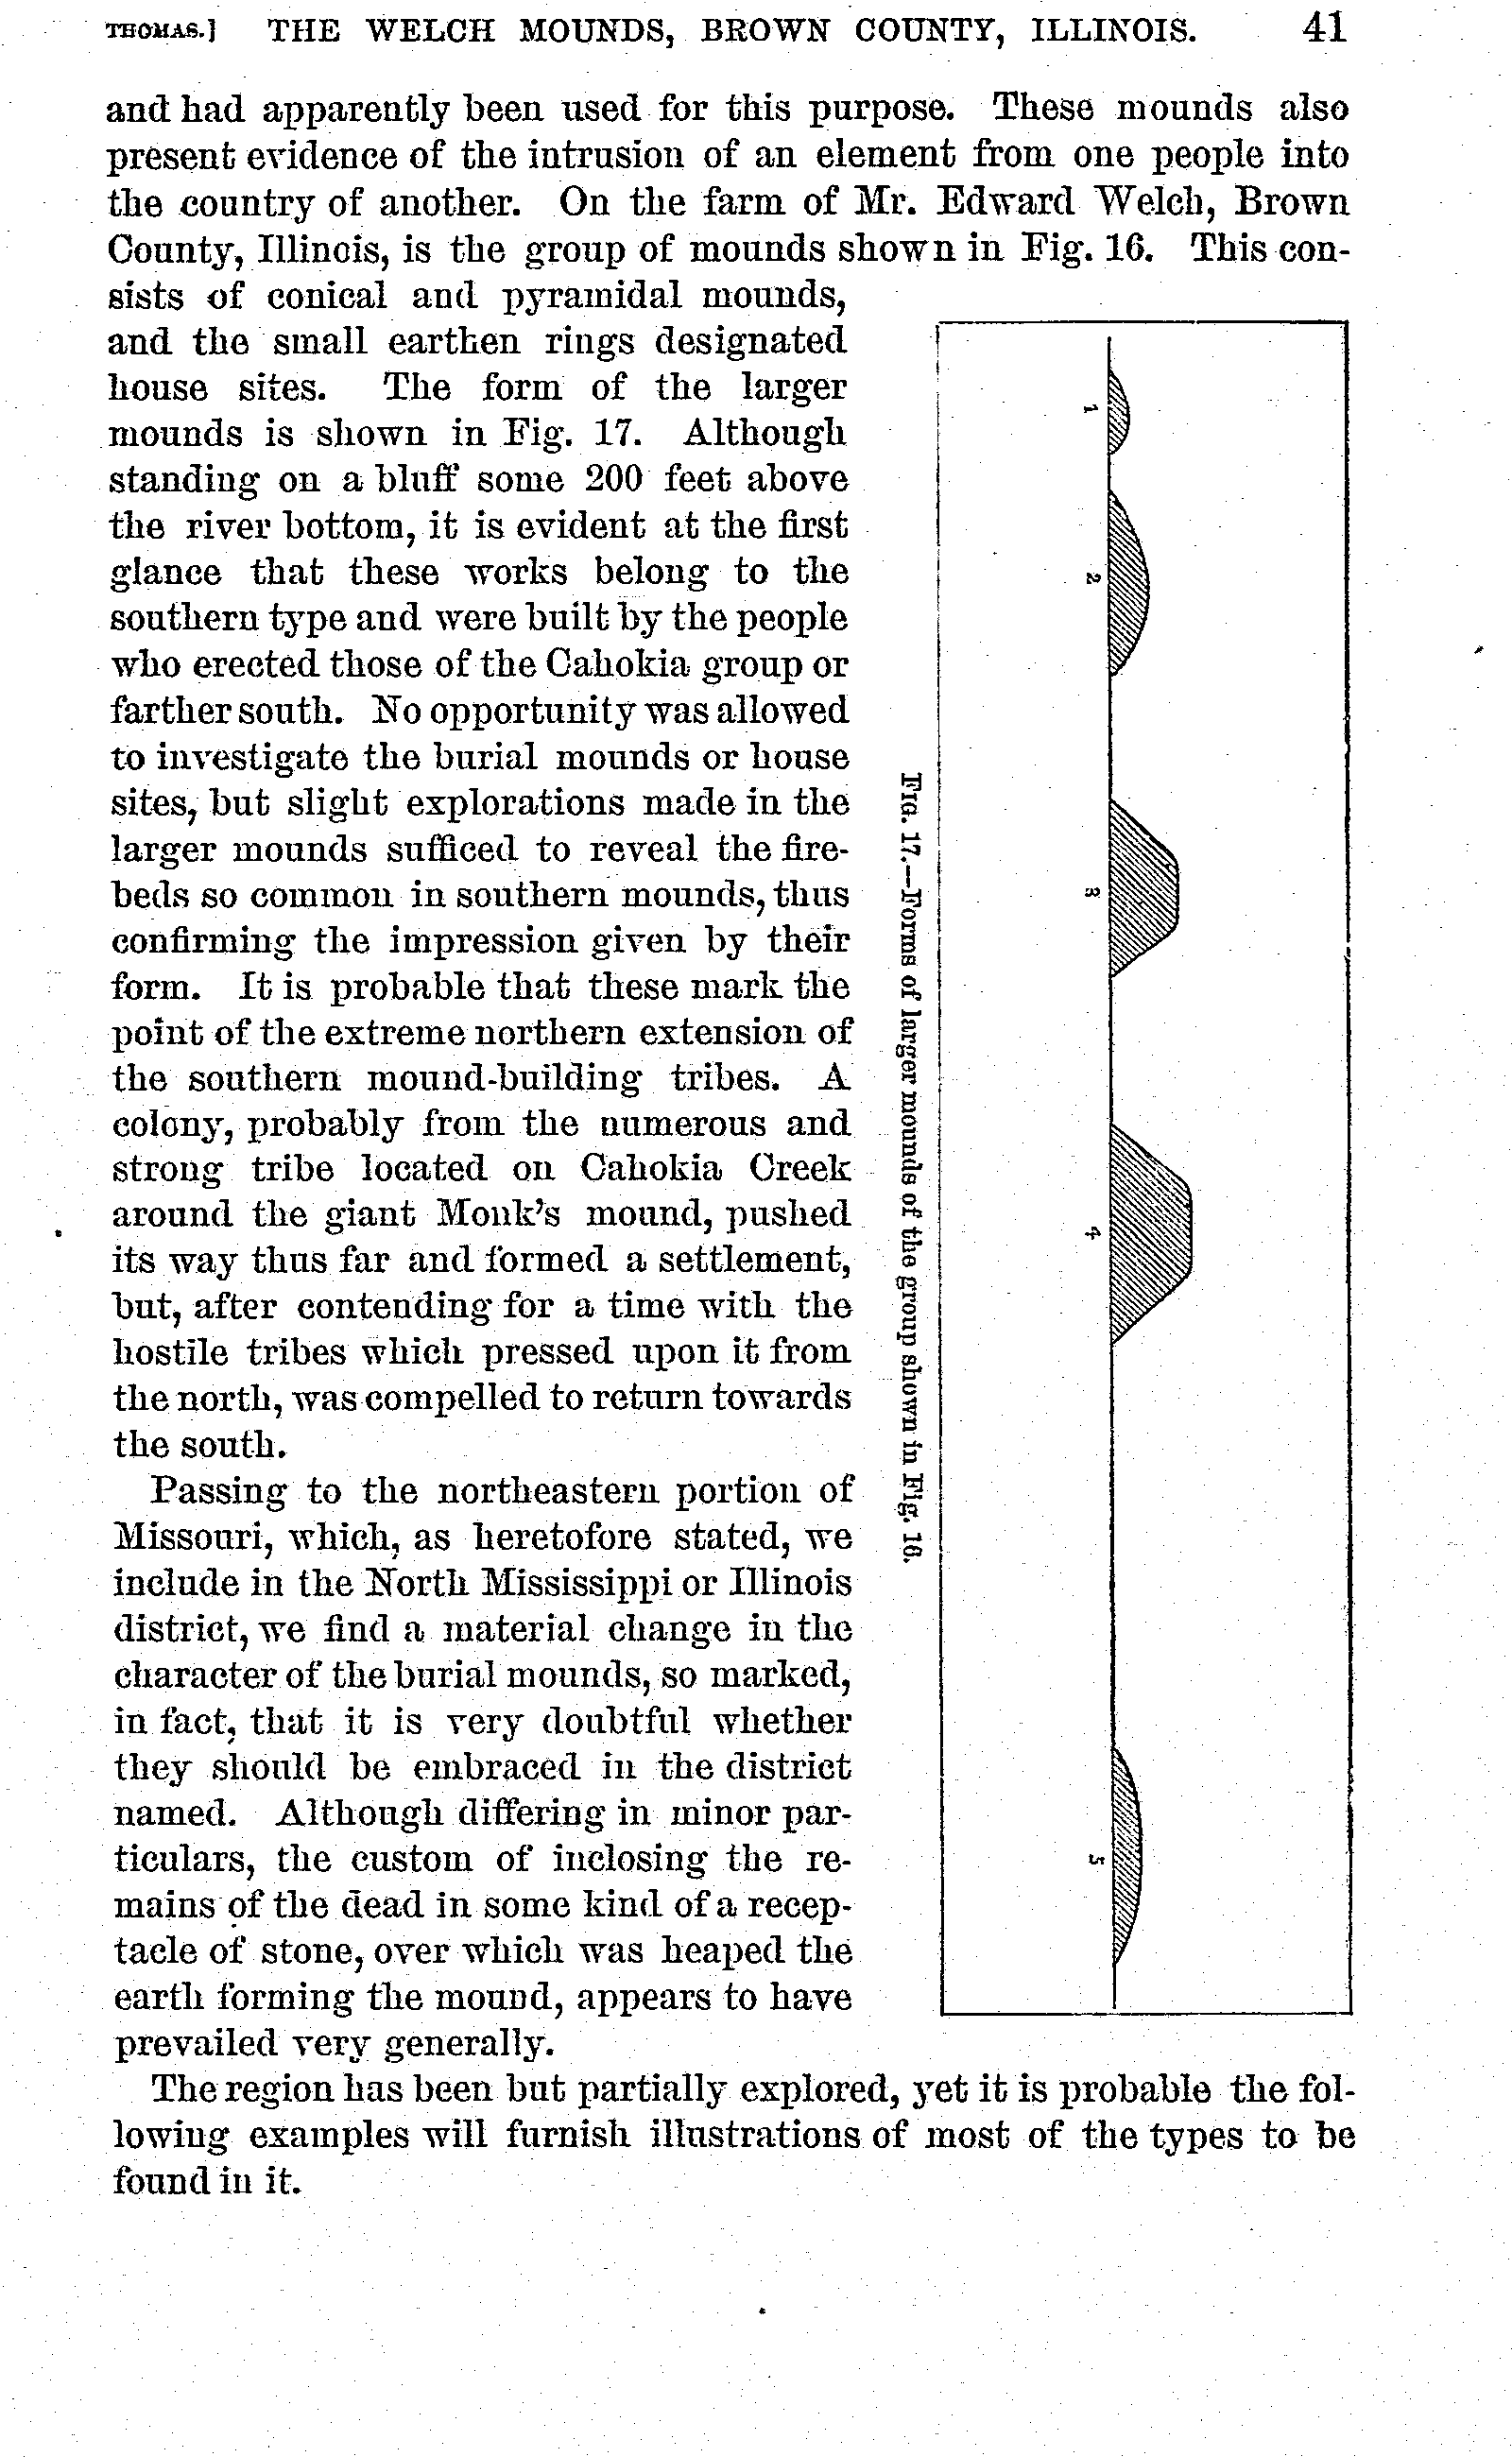 THOMAS.] THE WELCH MOUNDS, BROWN COUNTY, ILLINOIS. 41
and had apparently been used for this purpose. These mounds also
present evidence of the intrusion of an element from one people into
the country of another. On the farm of Mr. Edward Welch, Brown
County, Illinois, is the group of mounds shown in Fig. 16. This con-
sists of conical and pyramidal mounds,
and the small earthen rings designated
house sites. The form of the larger
mounds is shown in Fig. 17. Although
standing on a bluff some 200 feet above
the river bottom, it is evident at the first
glance that these works belong to the
southern type and were built by the people
who erected those of the Cahokia group or
farther south. No opportunity was allowed
to investigate the burial mounds or house
sites, but slight explorations made in the
larger mounds sufficed to reveal the fire-
beds so common in southern mounds, thus
confirming the impression given by their
form. It is probable that these mark the
point of the extreme northern extension of
the southern mound-building tribes. A
colony, probably from the numerous and
strong tribe located on Cahokia Creek
around the giant Monk's mound, pushed
its way thus far and formed a settlement,
but, after contending for a time with the
hostile tribes which pressed upon it from
the north, was compelled to return towards
the south.
Passing to the northeastern portion of
Missouri, which, as heretofore stated, we
include in the North Mississippi or Illinois
district, we find a material change in the
character of the burial mounds, so marked,
in fact, that it is very doubtful whether
they should be embraced in the district
named. Although differing in minor par-
ticulars, the custom of inclosing the re-
mains of the dead in some kind of a recep-
tacle of stone, over which was heaped the
earth forming the mound, appears to have
prevailed very generally.
FIG. 17.—Forms of larger mounds of the group shown in Fig. 16.
1
2
3
4
5
The region has been but partially explored, yet it is probable the fol-
lowing examples will furnish illustrations of most of the types to be
found in it.